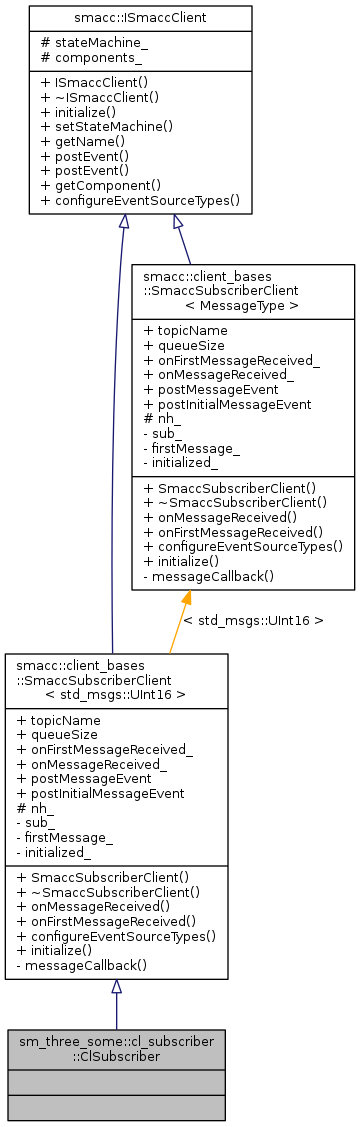 smacc::ISmaccClient
# stateMachine_
# components_
+ ISmaccClient()
+ ~ISmaccClient()
+ initialize()
+ setStateMachine()
+ getName()
+ postEvent()
+ postEvent()
+ getComponent()
+ configureEventSourceTypes()
smacc::client_bases
::SmaccSubscriberClient
< MessageType >
+ topicName
+ queueSize
+ onFirstMessageReceived_
+ onMessageReceived_
+ postMessageEvent
+ postInitialMessageEvent
# nh_
- sub_
- firstMessage_
- initialized_
+ SmaccSubscriberClient()
+ ~SmaccSubscriberClient()
+ onMessageReceived()
+ onFirstMessageReceived()
+ configureEventSourceTypes()
+ initialize()
- messageCallback()
< std_msgs::UInt16 >
smacc::client_bases
::SmaccSubscriberClient
< std_msgs::UInt16 >
+ topicName
+ queueSize
+ onFirstMessageReceived_
+ onMessageReceived_
+ postMessageEvent
+ postInitialMessageEvent
# nh_
- sub_
- firstMessage_
- initialized_
+ SmaccSubscriberClient()
+ ~SmaccSubscriberClient()
+ onMessageReceived()
+ onFirstMessageReceived()
+ configureEventSourceTypes()
+ initialize()
- messageCallback()
sm_three_some::cl_subscriber
::ClSubscriber